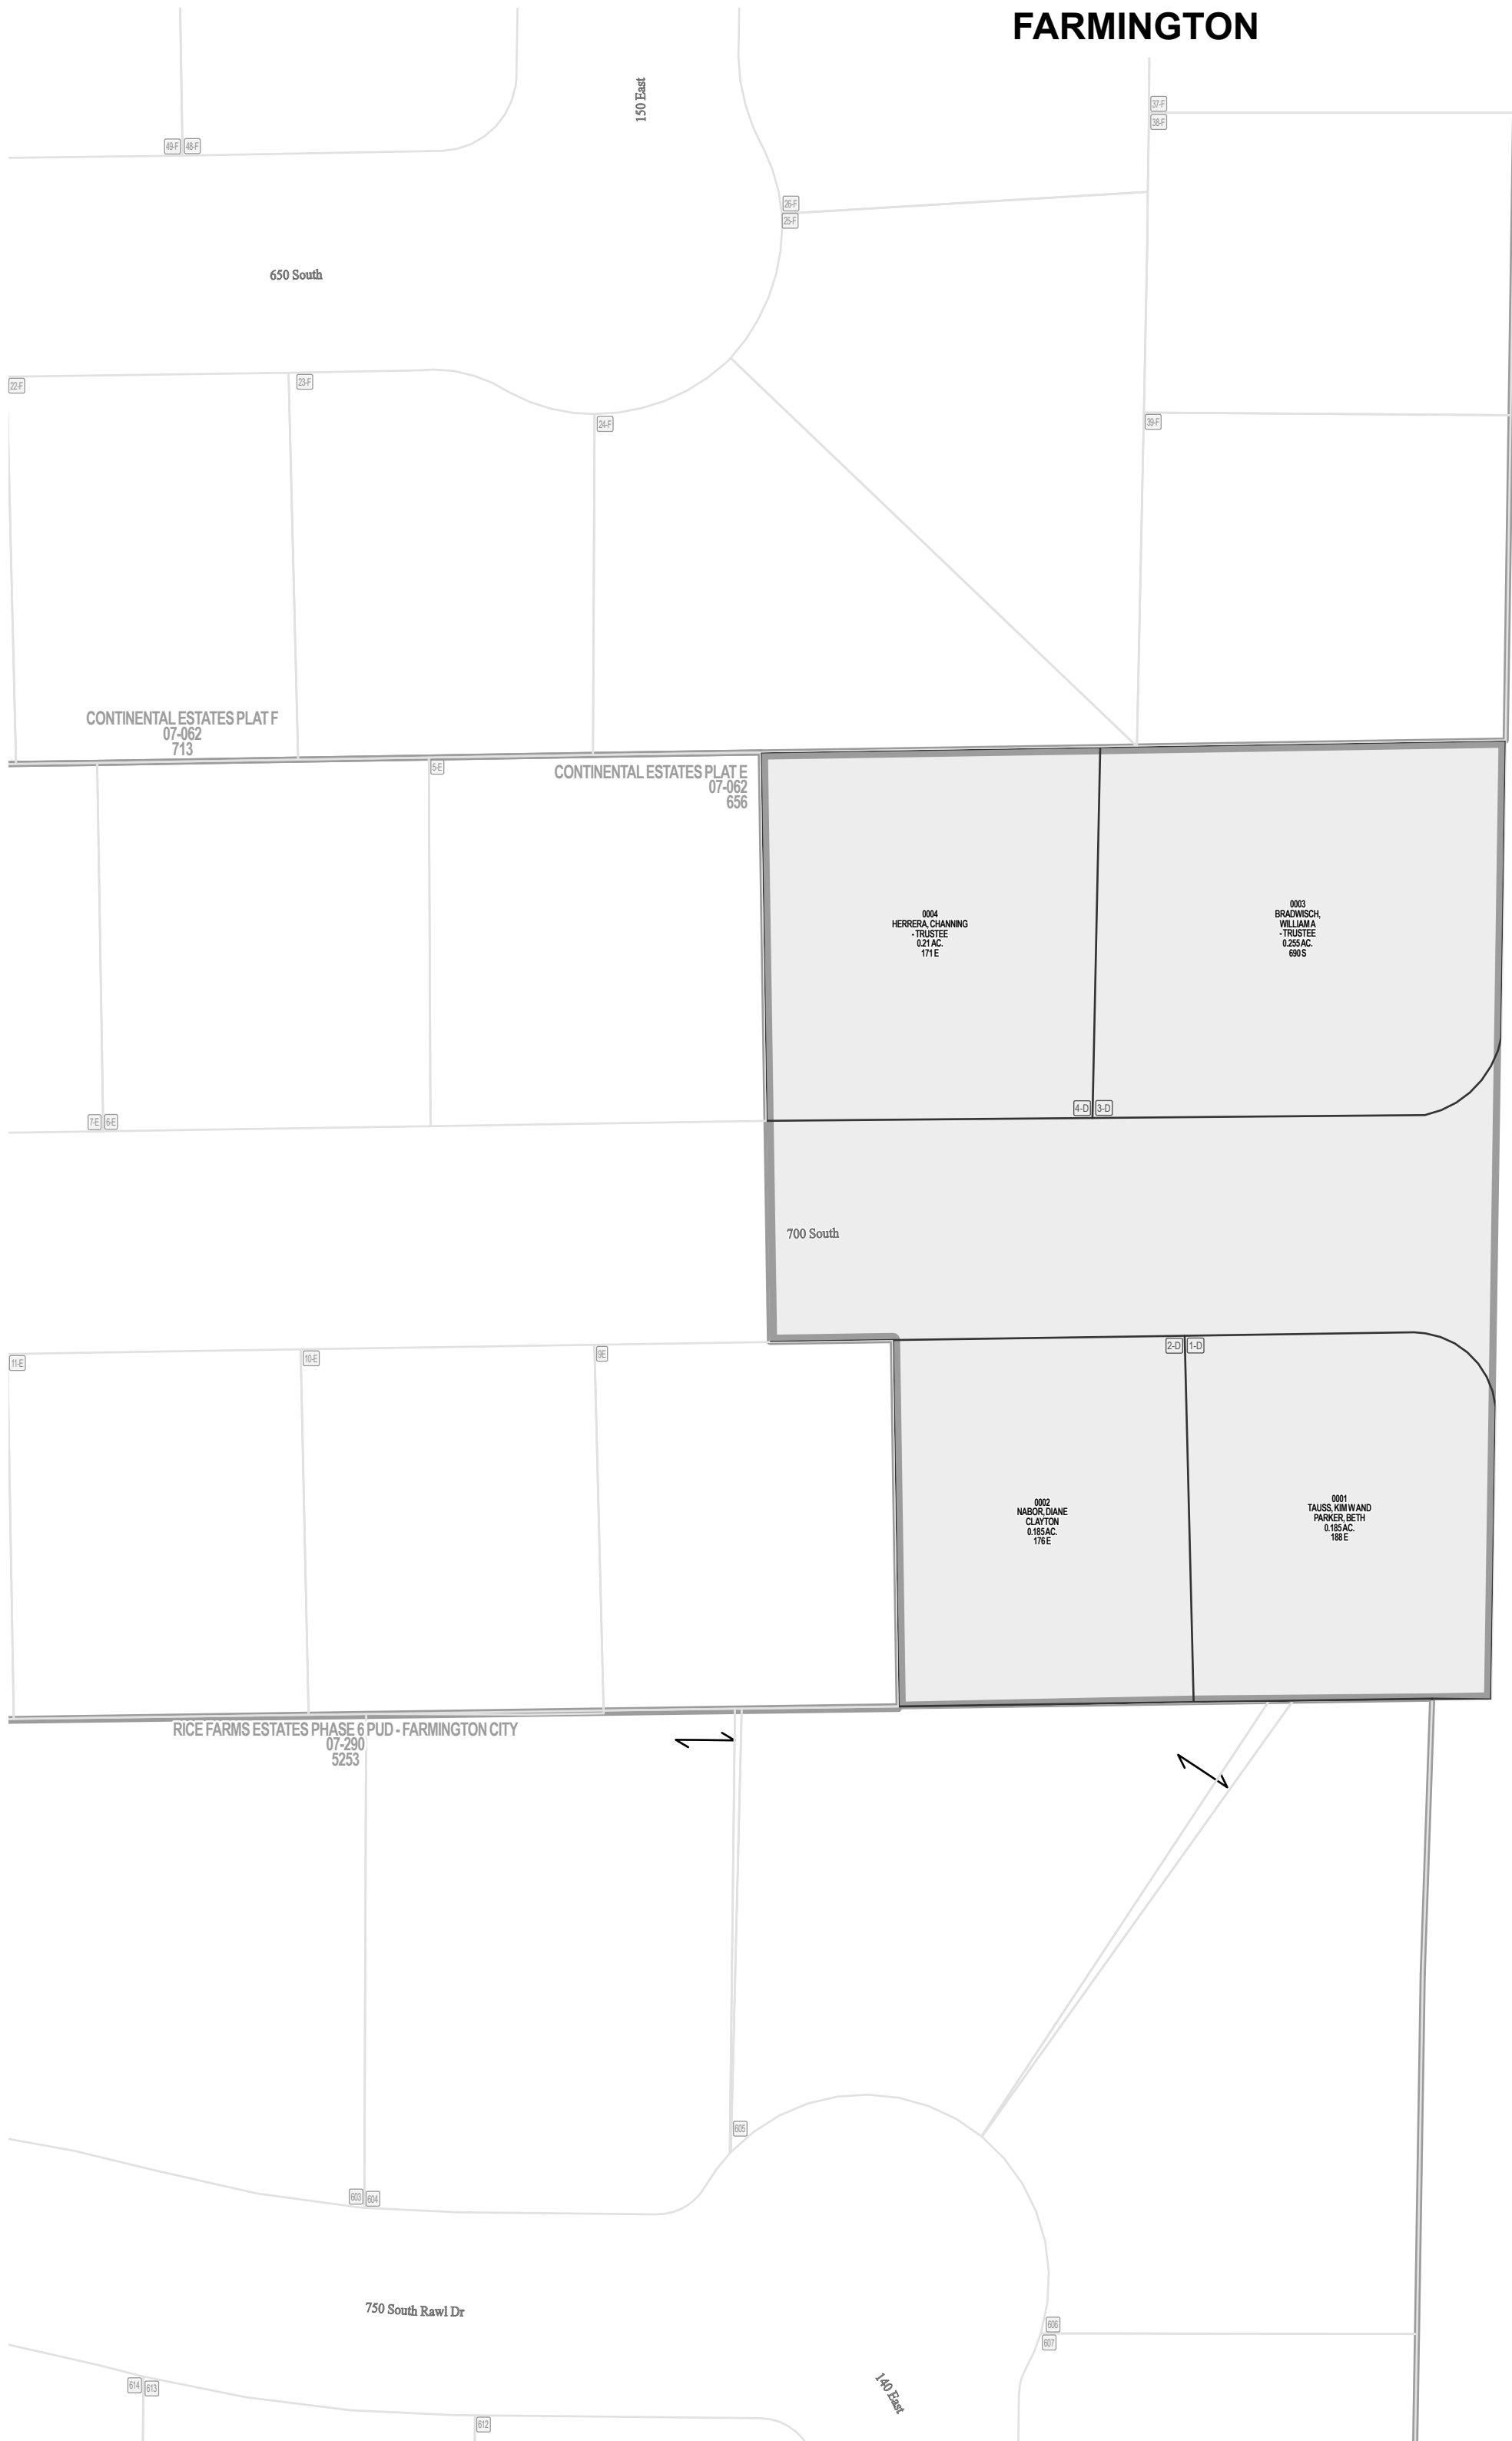 FARMINGTON
150 East
37-F
38-F
49-F
48-F
26-F
25-F
650 South
22-F
23-F
24-F
39-F
CONTINENTAL ESTATES PLAT F
07-062
713
5-E
CONTINENTAL ESTATES PLAT E
07-062
656
0004
HERRERA, CHANNING
- TRUSTEE
0.21 AC.
171 E
0003
BRADWISCH,
WILLIAM A
- TRUSTEE
0.255 AC.
690 S
7-E
6-E
4-D
3-D
700 South
11-E
10-E
9E
2-D
1-D
0002
NABOR, DIANE
CLAYTON
0.185 AC.
176 E
0001
TAUSS, KIM W AND
PARKER, BETH
0.185 AC.
188 E
RICE FARMS ESTATES PHASE 6 PUD - FARMINGTON CITY
07-290
5253
605
603
604
750 South Rawl Dr
606
607
614
613
140 East
612